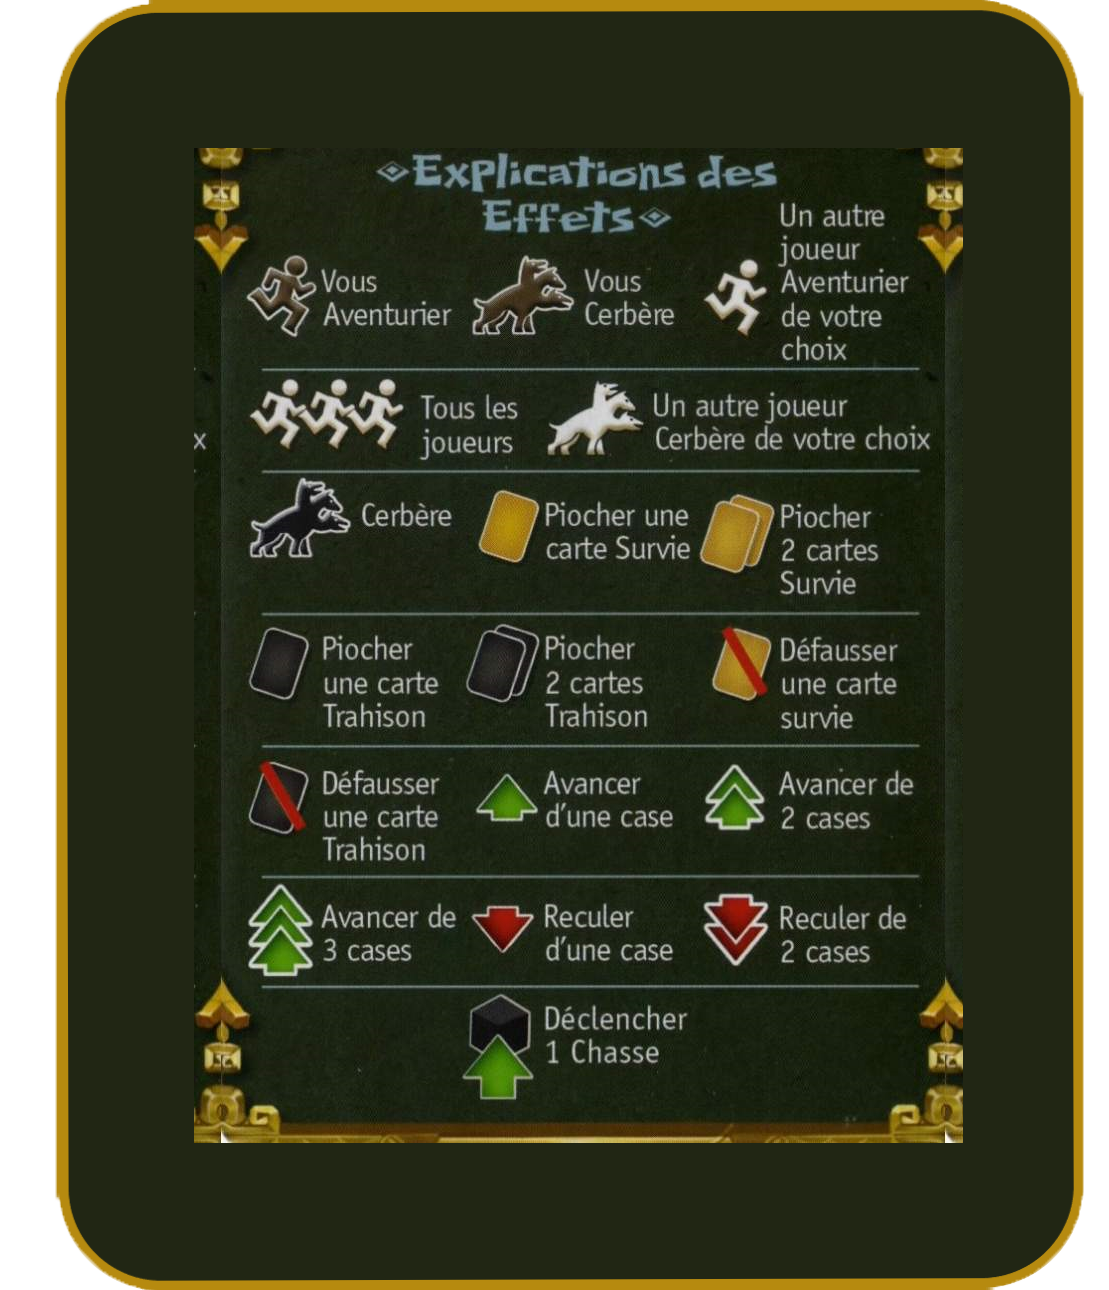 Explications des
Effets
Vous
Aventurier
Vous
Cerbère
Un autre
joueur
Aventurier
de votre
choix
Tous les
joueurs
Un autre joueur
Cerbère de votre choix
x
Cerbère
Piocher une
carte Survie
Piocher
2 cartes
Survie
Piocher
une carte
Trahison
Piocher
2 cartes
Trahison
Défausser
une carte
survie
Défausser
une carte
Trahison
Avancer
d'une case
Avancer de
2 cases
Avancer de
3 cases
Reculer
d'une case
Reculer de
2 cases
Déclencher
1 Chasse